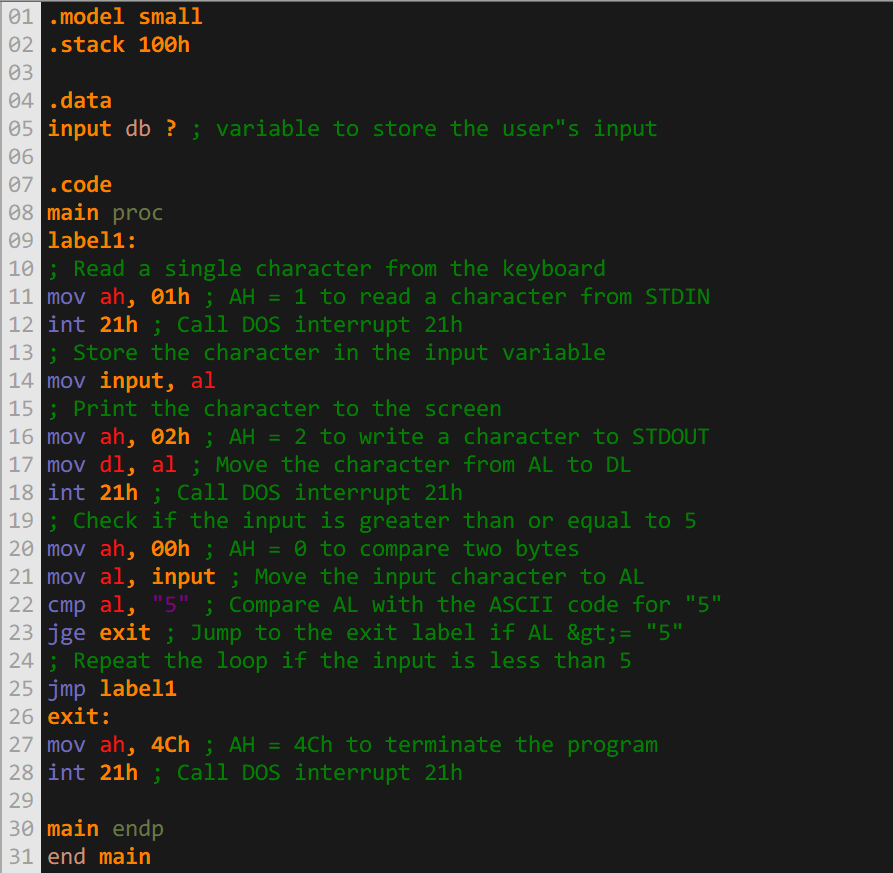 01 .model small
02 .stack 100h
03
04 .data
05 input db ? ; variable to store the user"s input
06
07 .code
08 main proc
09 label1:
10 ; Read a single character from the keyboard
11 mov ah, 01h ; AH = 1 to read a character from STDIN
12 int 21h ; Call DOS interrupt 21h
13 ; Store the character in the input variable
14 mov input, al
15 ; Print the character to the screen
16 mov ah, 02h ; AH = 2 to write a character to STDOUT
17 mov dl, al ; Move the character from AL to DL
18 int 21h ; Call DOS interrupt 21h
19 ; Check if the input is greater than or equal to 5
20 mov ah, 00h ; AH = 0 to compare two bytes
21 mov al, input ; Move the input character to AL
22 cmp al, "5" ; Compare AL with the ASCII code for "5"
23 jge exit ; Jump to the exit label if AL &gt;= "5"
24 ; Repeat the loop if the input is less than 5
25 jmp label1
26 exit:
27 mov ah, 4Ch ; AH = 4Ch to terminate the program
28 int 21h ; Call DOS interrupt 21h
29
30 main endp
31 end main